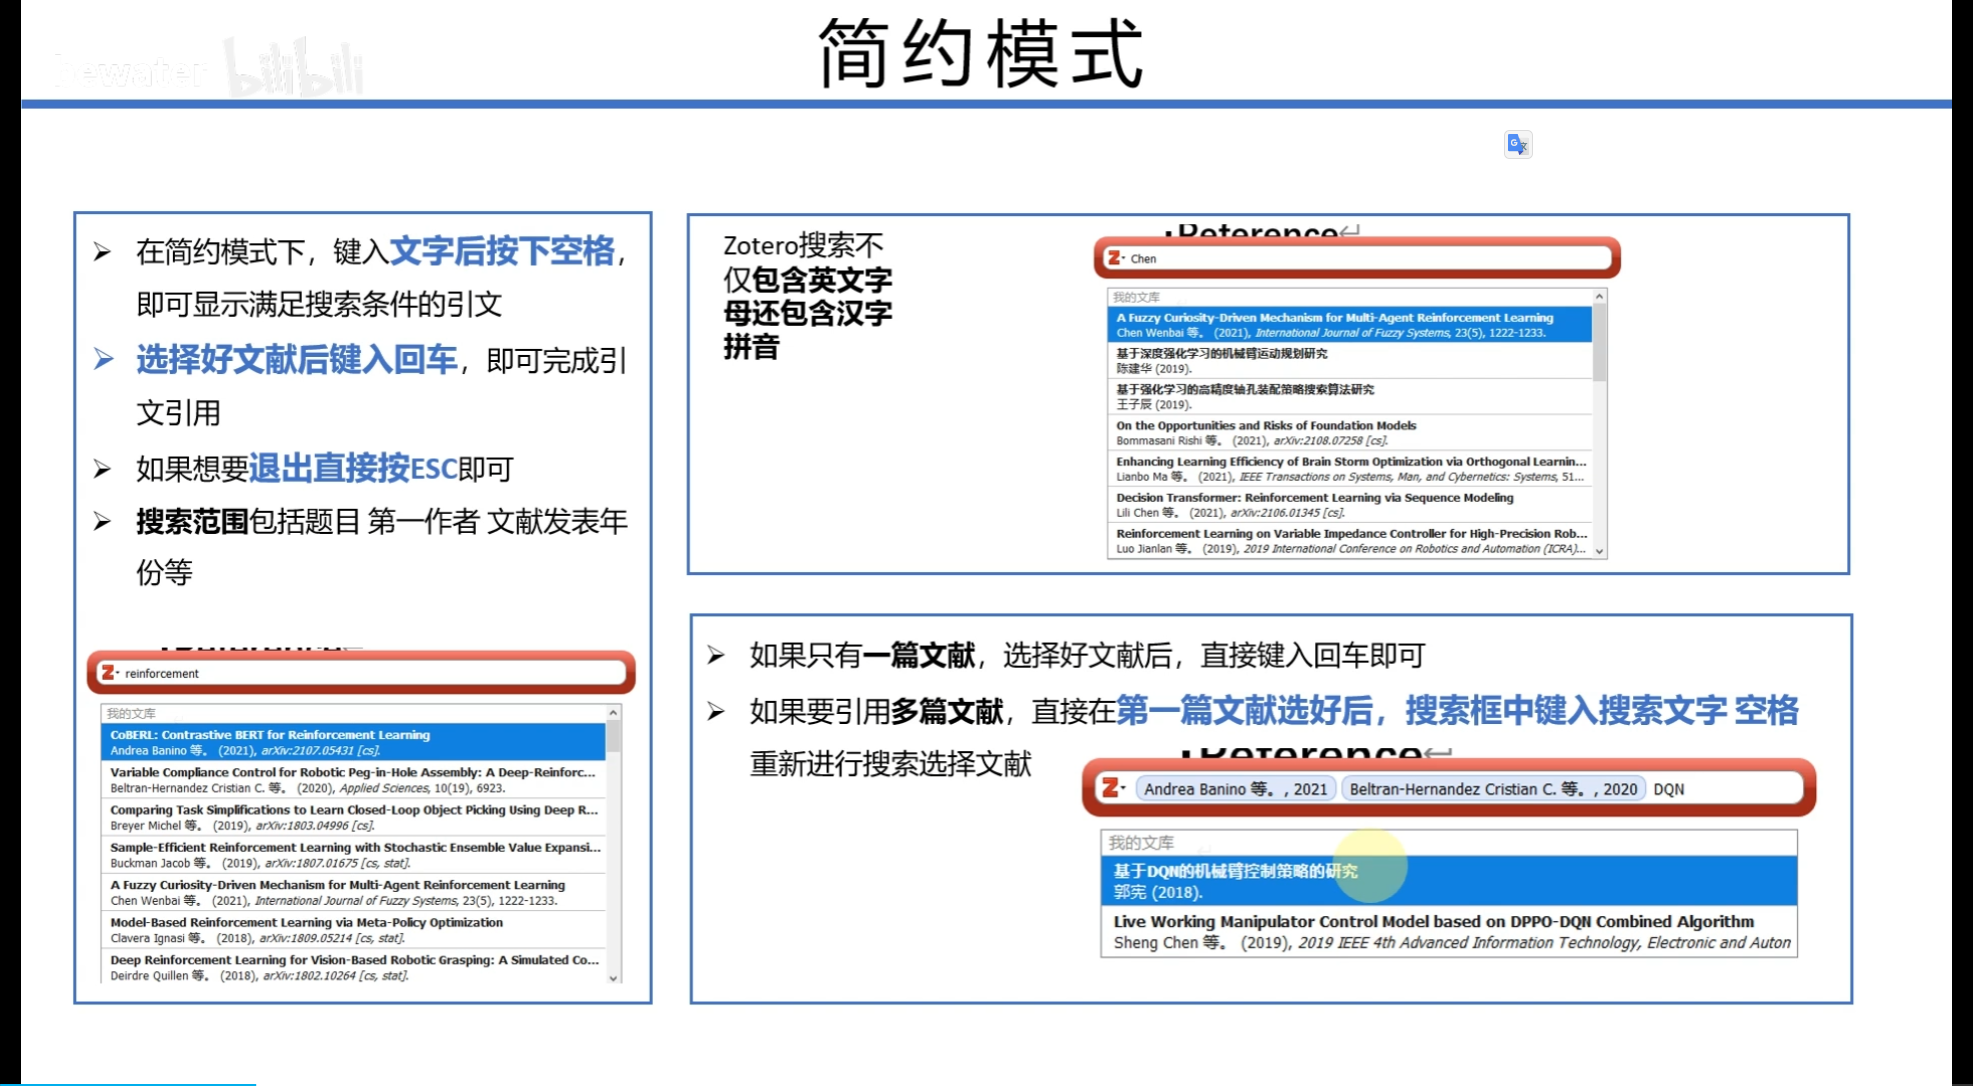 简约模式
bewater bilibili
在简约模式下，键入文字后按下空格，
即可显示满足搜索条件的引文
选择好文献后键入回车，即可完成引
文引用
如果想要退出直接按ESC即可
搜索范围包括题目 第一作者 文献发表年
份等
Z reinforcement
我的文库
CoBERL: Contrastive BERT for Reinforcement Learning
Andrea Banino 等。 (2021), arXiv:2107.05431 [cs].
Variable Compliance Control for Robotic Peg-in-Hole Assembly: A Deep-Reinforc...
Beltran-Hernandez Cristian C. 等。 (2020), Applied Sciences, 10(19), 6923.
Comparing Task Simplifications to Learn Closed-Loop Object Picking Using Deep R...
Breyer Michel 等。 (2019), arXiv:1803.04996 [cs].
Sample-Efficient Reinforcement Learning with Stochastic Ensemble Value Expansi...
Buckman Jacob 等。 (2019), arXiv:1807.01675 [cs, stat].
A Fuzzy Curiosity-Driven Mechanism for Multi-Agent Reinforcement Learning
Chen Wenbai 等。 (2021), International Journal of Fuzzy Systems, 23(5), 1222-1233.
Model-Based Reinforcement Learning via Meta-Policy Optimization
Clavera Ignasi 等。 (2018), arXiv:1809.05214 [cs, stat].
Deep Reinforcement Learning for Vision-Based Robotic Grasping: A Simulated Co...
Deirdre Quillen 等。 (2018), arXiv:1802.10264 [cs, stat].
Zotero搜索不
仅包含英文字
母还包含汉字
拼音
Reference
Z Chen
我的文库
A Fuzzy Curiosity-Driven Mechanism for Multi-Agent Reinforcement Learning
Chen Wenbai 等。 (2021), International Journal of Fuzzy Systems, 23(5), 1222-1233.
基于深度强化学习的机械臂运动规划研究
陈建华 (2019).
基于强化学习的高精度轴孔装配策略搜索算法研究
王子辰 (2019).
On the Opportunities and Risks of Foundation Models
Bommasani Rishi 等。 (2021), arXiv:2108.07258 [cs].
Enhancing Learning Efficiency of Brain Storm Optimization via Orthogonal Learnin...
Lianbo Ma 等。 (2021), IEEE Transactions on Systems, Man, and Cybernetics: Systems, 51...
Decision Transformer: Reinforcement Learning via Sequence Modeling
Lili Chen 等。 (2021), arXiv:2106.01345 [cs].
Reinforcement Learning on Variable Impedance Controller for High-Precision Rob...
Luo Jianlan 等。 (2019), 2019 International Conference on Robotics and Automation (ICRA)...
如果只有一篇文献，选择好文献后，直接键入回车即可
如果要引用多篇文献，直接在第一篇文献选好后，搜索框中键入搜索文字 空格
重新进行搜索选择文献
Reference
Z Andrea Banino 等。, 2021 Beltran-Hernandez Cristian C. 等。, 2020 DQN
我的文库
基于DQN的机械臂控制策略的研究
郭宪 (2018).
Live Working Manipulator Control Model based on DPPO-DQN Combined Algorithm
Sheng Chen 等。 (2019), 2019 IEEE 4th Advanced Information Technology, Electronic and Auton